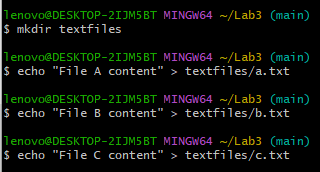 lenovo@DESKTOP-2IJM5BT MINGW64 ~/Lab3 (main)
$ mkdir textfiles
lenovo@DESKTOP-2IJM5BT MINGW64 ~/Lab3 (main)
$ echo "File A content" > textfiles/a.txt
lenovo@DESKTOP-2IJM5BT MINGW64 ~/Lab3 (main)
$ echo "File B content" > textfiles/b.txt
lenovo@DESKTOP-2IJM5BT MINGW64 ~/Lab3 (main)
$ echo "File C content" > textfiles/c.txt